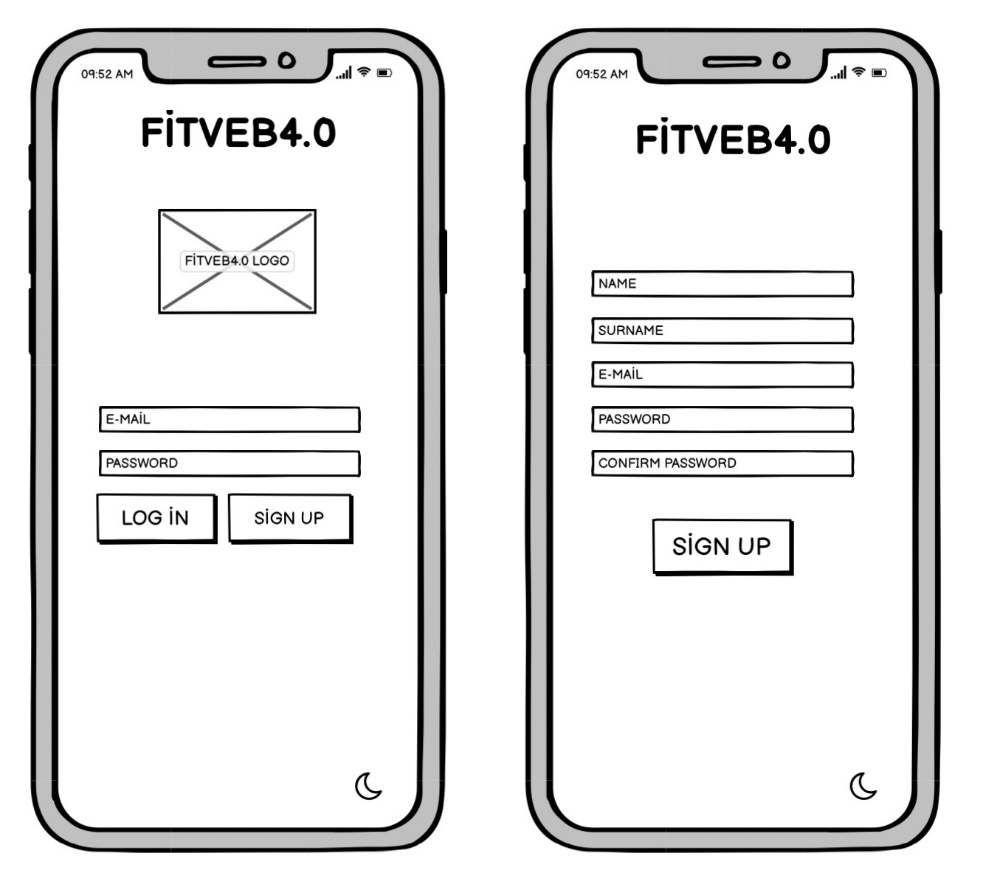 09:52 AM
FİTVEB4.0
FİTVEB4.0 LOGO
E-MAİL
PASSWORD
LOG İN
SİGN UP
09:52 AM
FİTVEB4.0
NAME
SURNAME
E-MAİL
PASSWORD
CONFIRM PASSWORD
SİGN UP